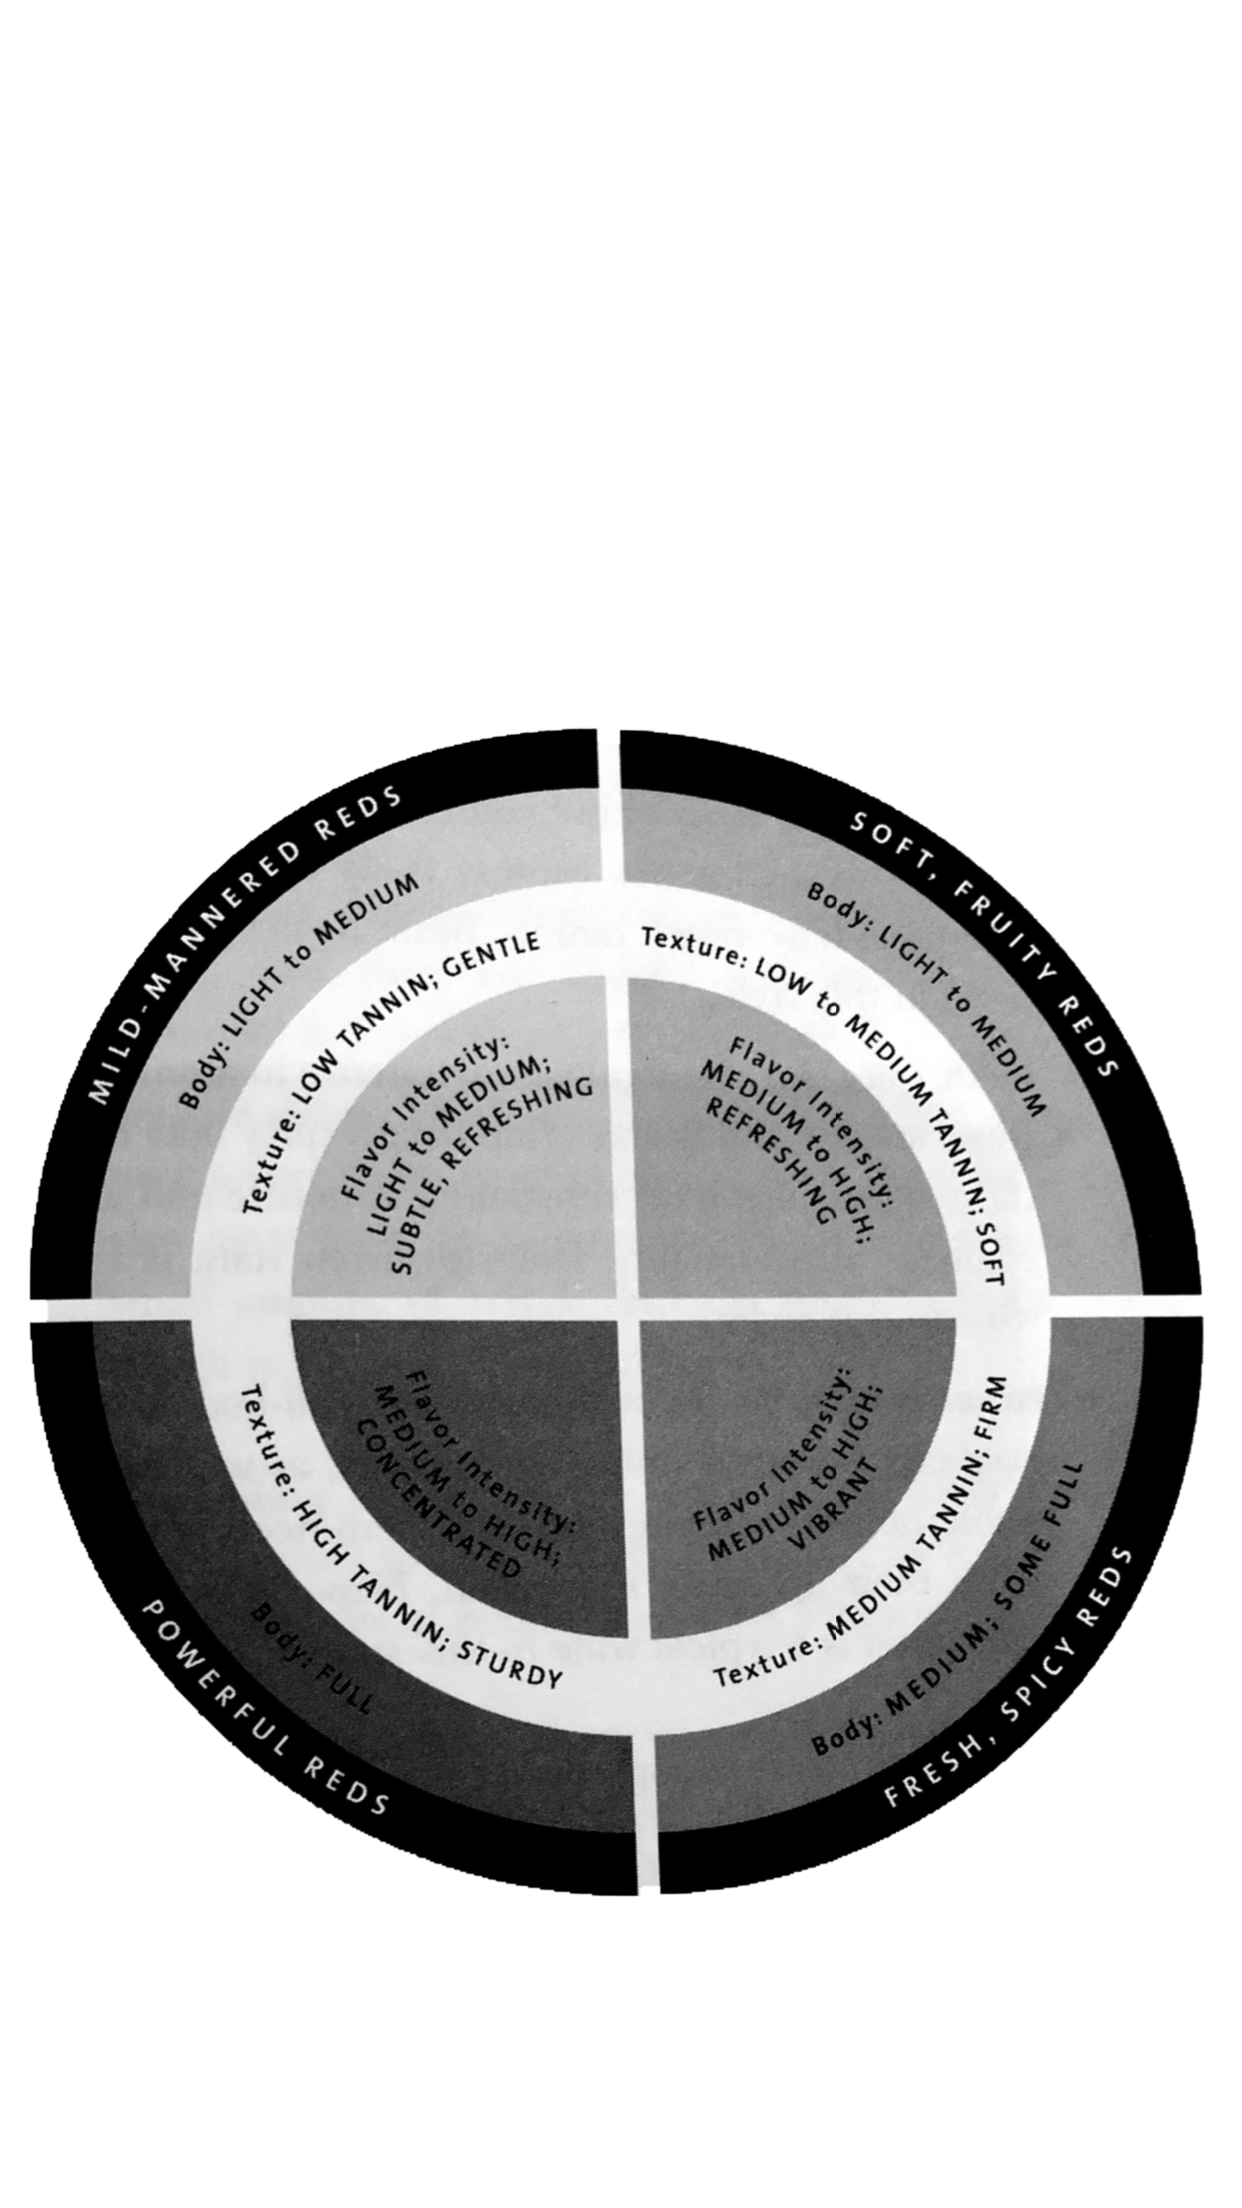 MILD-MANNERED REDS
Body: LIGHT to MEDIUM
Texture: LOW TANNIN; GENTLE
Flavor Intensity:
LIGHT to MEDIUM;
SUBTLE, REFRESHING
SOFT, FRUITY REDS
Body: LIGHT to MEDIUM
Texture: LOW to MEDIUM TANNIN; SOFT
Flavor Intensity:
MEDIUM to HIGH;
REFRESHING
POWERFUL REDS
Body: FULL
Texture: HIGH TANNIN; STURDY
Flavor Intensity:
MEDIUM to HIGH;
CONCENTRATED
FRESH, SPICY REDS
Body: MEDIUM; SOME FULL
Texture: MEDIUM TANNIN; FIRM
Flavor Intensity:
MEDIUM to HIGH;
VIBRANT